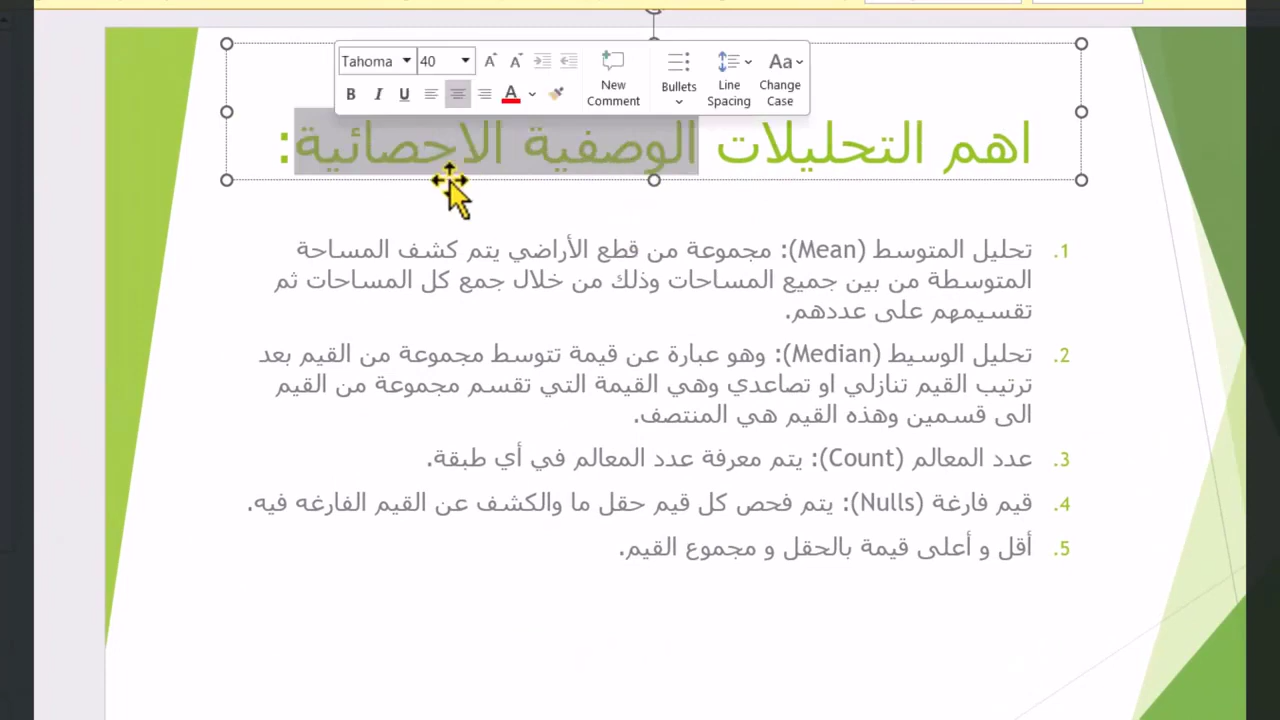 Tahoma 40
New
Comment
Bullets
Line
Spacing
Aa
Change
Case
B I U A
اهم التحليلات الوصفية الاحصائية:
1. تحليل المتوسط (Mean): مجموعة من قطع الأراضي يتم كشف المساحة
المتوسطة من بين جميع المساحات وذلك من خلال جمع كل المساحات ثم
تقسيمهم على عددهم.
2. تحليل الوسيط (Median): وهو عبارة عن قيمة تتوسط مجموعة من القيم بعد
ترتيب القيم تنازلي او تصاعدي وهي القيمة التي تقسم مجموعة من القيم
الى قسمين وهذه القيم هي المنتصف.
3. عدد المعالم (Count): يتم معرفة عدد المعالم في أي طبقة.
4. قيم فارغة (Nulls): يتم فحص كل قيم حقل ما والكشف عن القيم الفارغه فيه.
5. أقل و أعلى قيمة بالحقل و مجموع القيم.